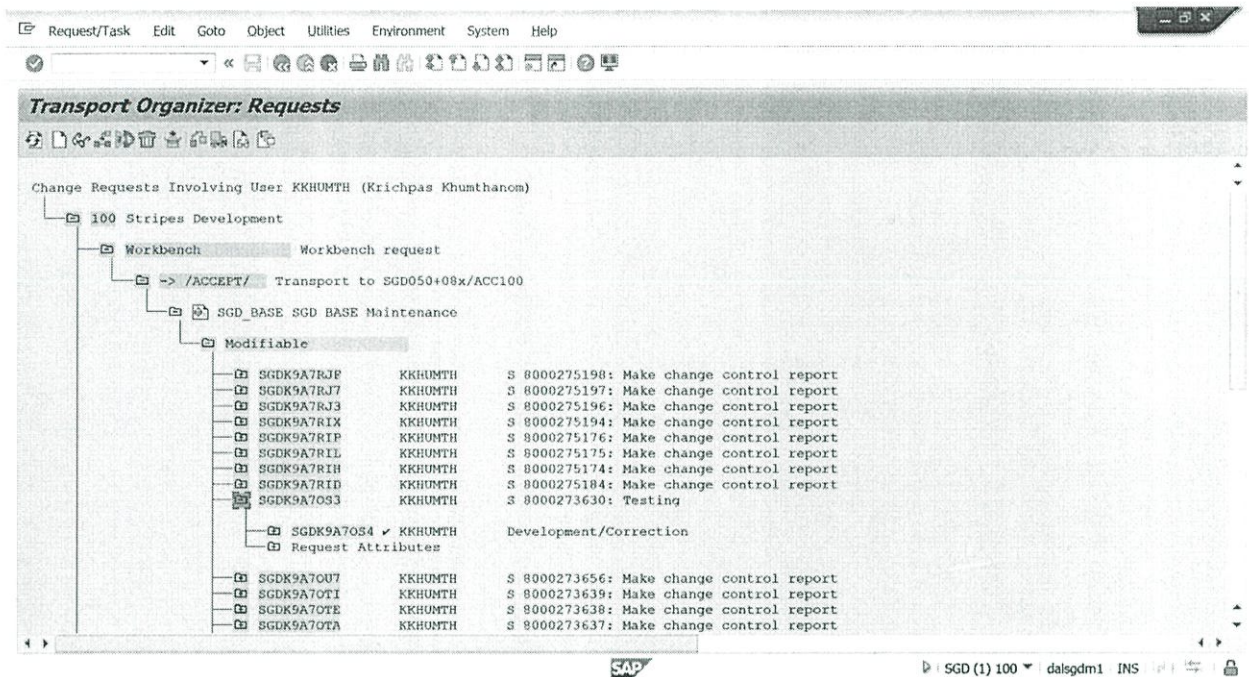 Request/Task Edit Goto Object Utilities Environment System Help
Transport Organizer: Requests
Change Requests Involving User KKHUMTH (Krichpas Khumthanom)
100 Stripes Development
Workbench Workbench request
-> /ACCEPT/ Transport to SGD050+08x/ACC100
SGD_BASE SGD BASE Maintenance
Modifiable
SGDK9A7RJP KKHUMTH S 8000275198: Make change control report
SGDK9A7RJ7 KKHUMTH S 8000275197: Make change control report
SGDK9A7RJ3 KKHUMTH S 8000275196: Make change control report
SGDK9A7RIX KKHUMTH S 8000275194: Make change control report
SGDK9A7RIP KKHUMTH S 8000275176: Make change control report
SGDK9A7RIL KKHUMTH S 8000275175: Make change control report
SGDK9A7RIH KKHUMTH S 8000275174: Make change control report
SGDK9A7RID KKHUMTH S 8000275184: Make change control report
SGDK9A7OS3 KKHUMTH S 8000273630: Testing
SGDK9A7OS4 ✔ KKHUMTH Development/Correction
Request Attributes
SGDK9A7OU7 KKHUMTH S 8000273656: Make change control report
SGDK9A7OTI KKHUMTH S 8000273639: Make change control report
SGDK9A7OTE KKHUMTH S 8000273638: Make change control report
SGDK9A7OTA KKHUMTH S 8000273637: Make change control report
SAP
SGD (1) 100 dalsgdm1 INS